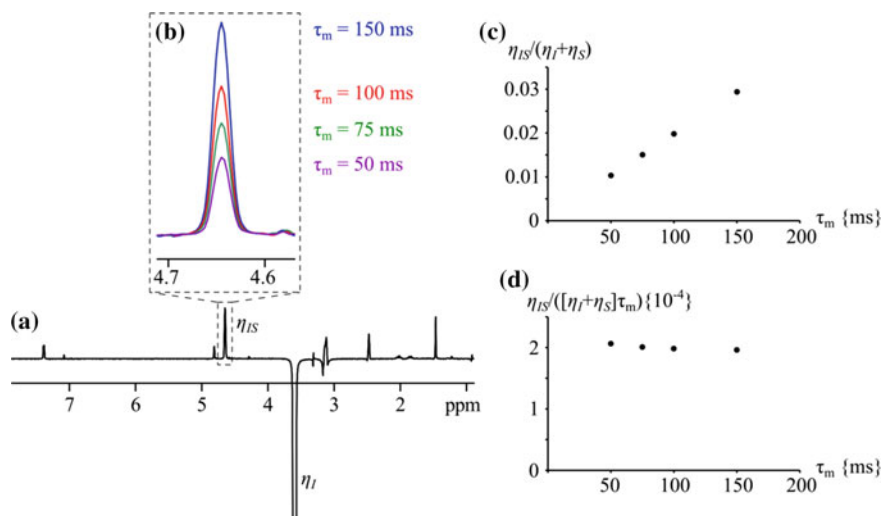 (b)
τm = 150 ms
τm = 100 ms
τm = 75 ms
τm = 50 ms
4.7 4.6
(a)
ηIS
ηI
7 6 5 4 3 2 ppm
(c)
ηIS/(ηI+ηS)
0.03
0.02
0.01
0
50 100 150 200
τm {ms}
(d)
ηIS/([ηI+ηS]τm){10⁻⁴}
2
1
0
50 100 150 200
τm {ms}